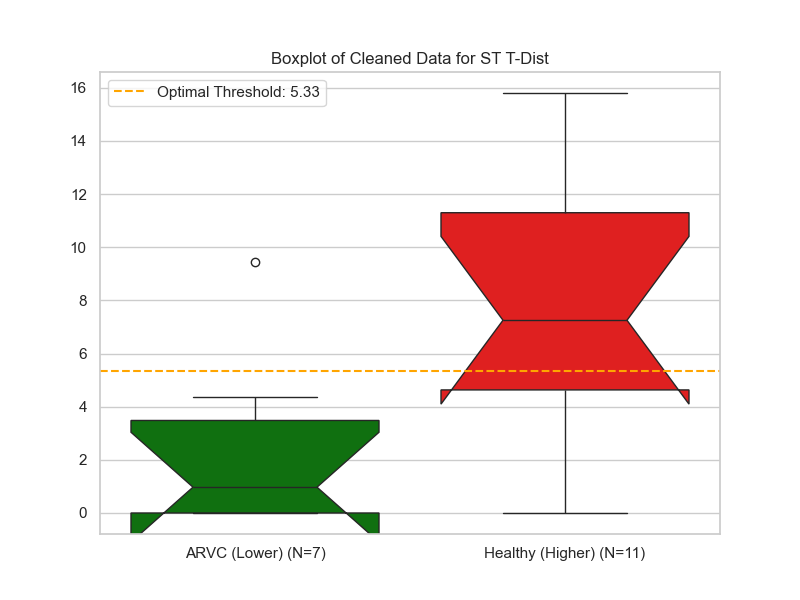 Boxplot of Cleaned Data for ST T-Dist
Optimal Threshold: 5.33
16
14
12
10
8
6
4
2
0
ARVC (Lower) (N=7)
Healthy (Higher) (N=11)